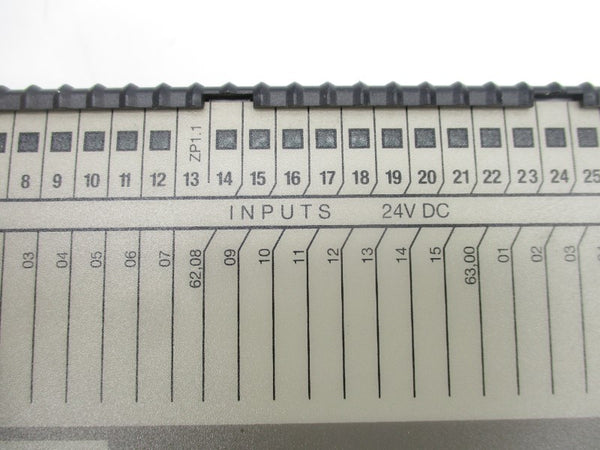 ZP1.1
8 9 10 11 12 13 14 15 16 17 18 19 20 21 22 23 24 25
INPUTS 24V DC
03 04 05 06 07 62,08 09 10 11 12 13 14 15 63,00 01 02 03